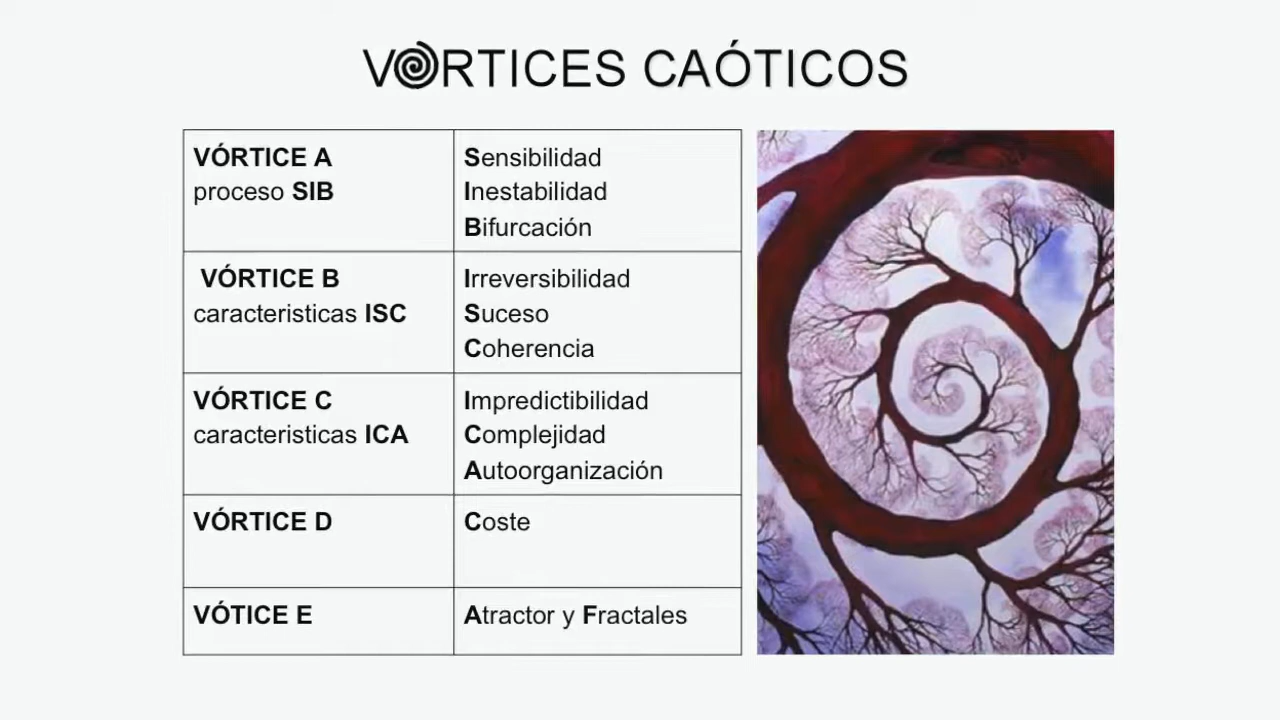 VORTICES CAÓTICOS
VÓRTICE A
proceso SIB
Sensibilidad
Inestabilidad
Bifurcación
VÓRTICE B
caracteristicas ISC
Irreversibilidad
Suceso
Coherencia
VÓRTICE C
caracteristicas ICA
Impredictibilidad
Complejidad
Autoorganización
VÓRTICE D
Coste
VÓTICE E
Atractor y Fractales